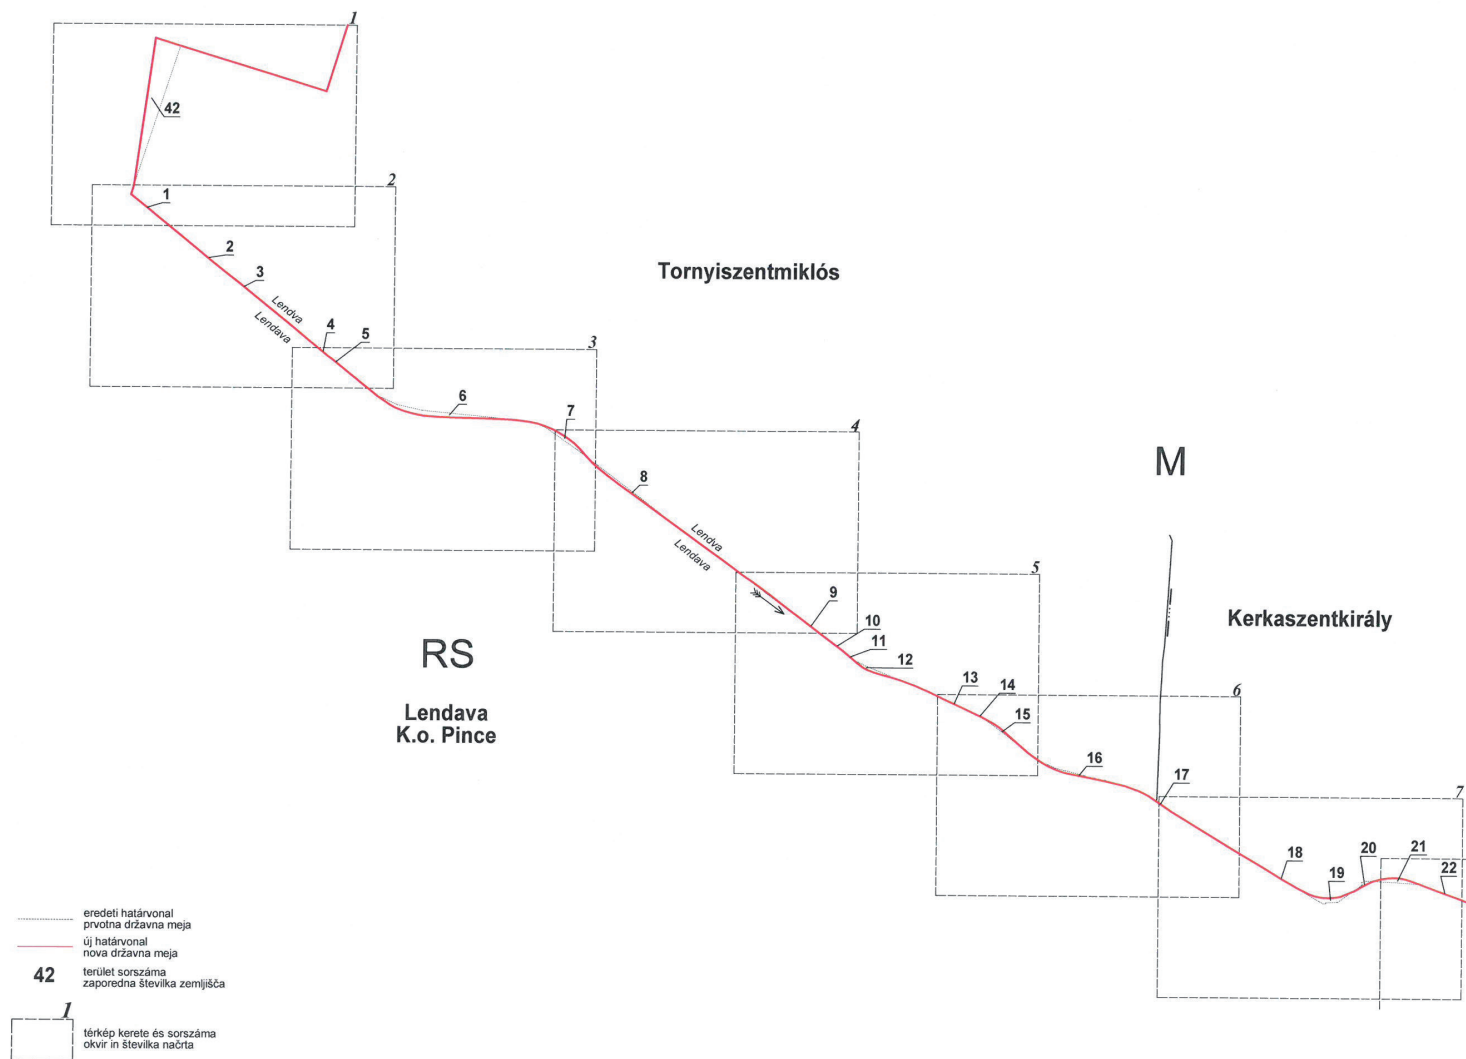 1
42
2
1
2
3
Lendva
Lendava
Tornyiszentmiklós
4
5
3
6
7
4
8
M
Lendva
Lendava
5
9
10
11
12
Kerkaszentkirály
RS
Lendava
K.o. Pince
13
14
15
6
16
17
7
18
19
20
21
22
eredeti határvonal
prvotna državna meja
új határvonal
nova državna meja
42
terület sorszáma
zaporedna številka zemljišča
1
térkép kerete és sorszáma
okvir in številka načrta